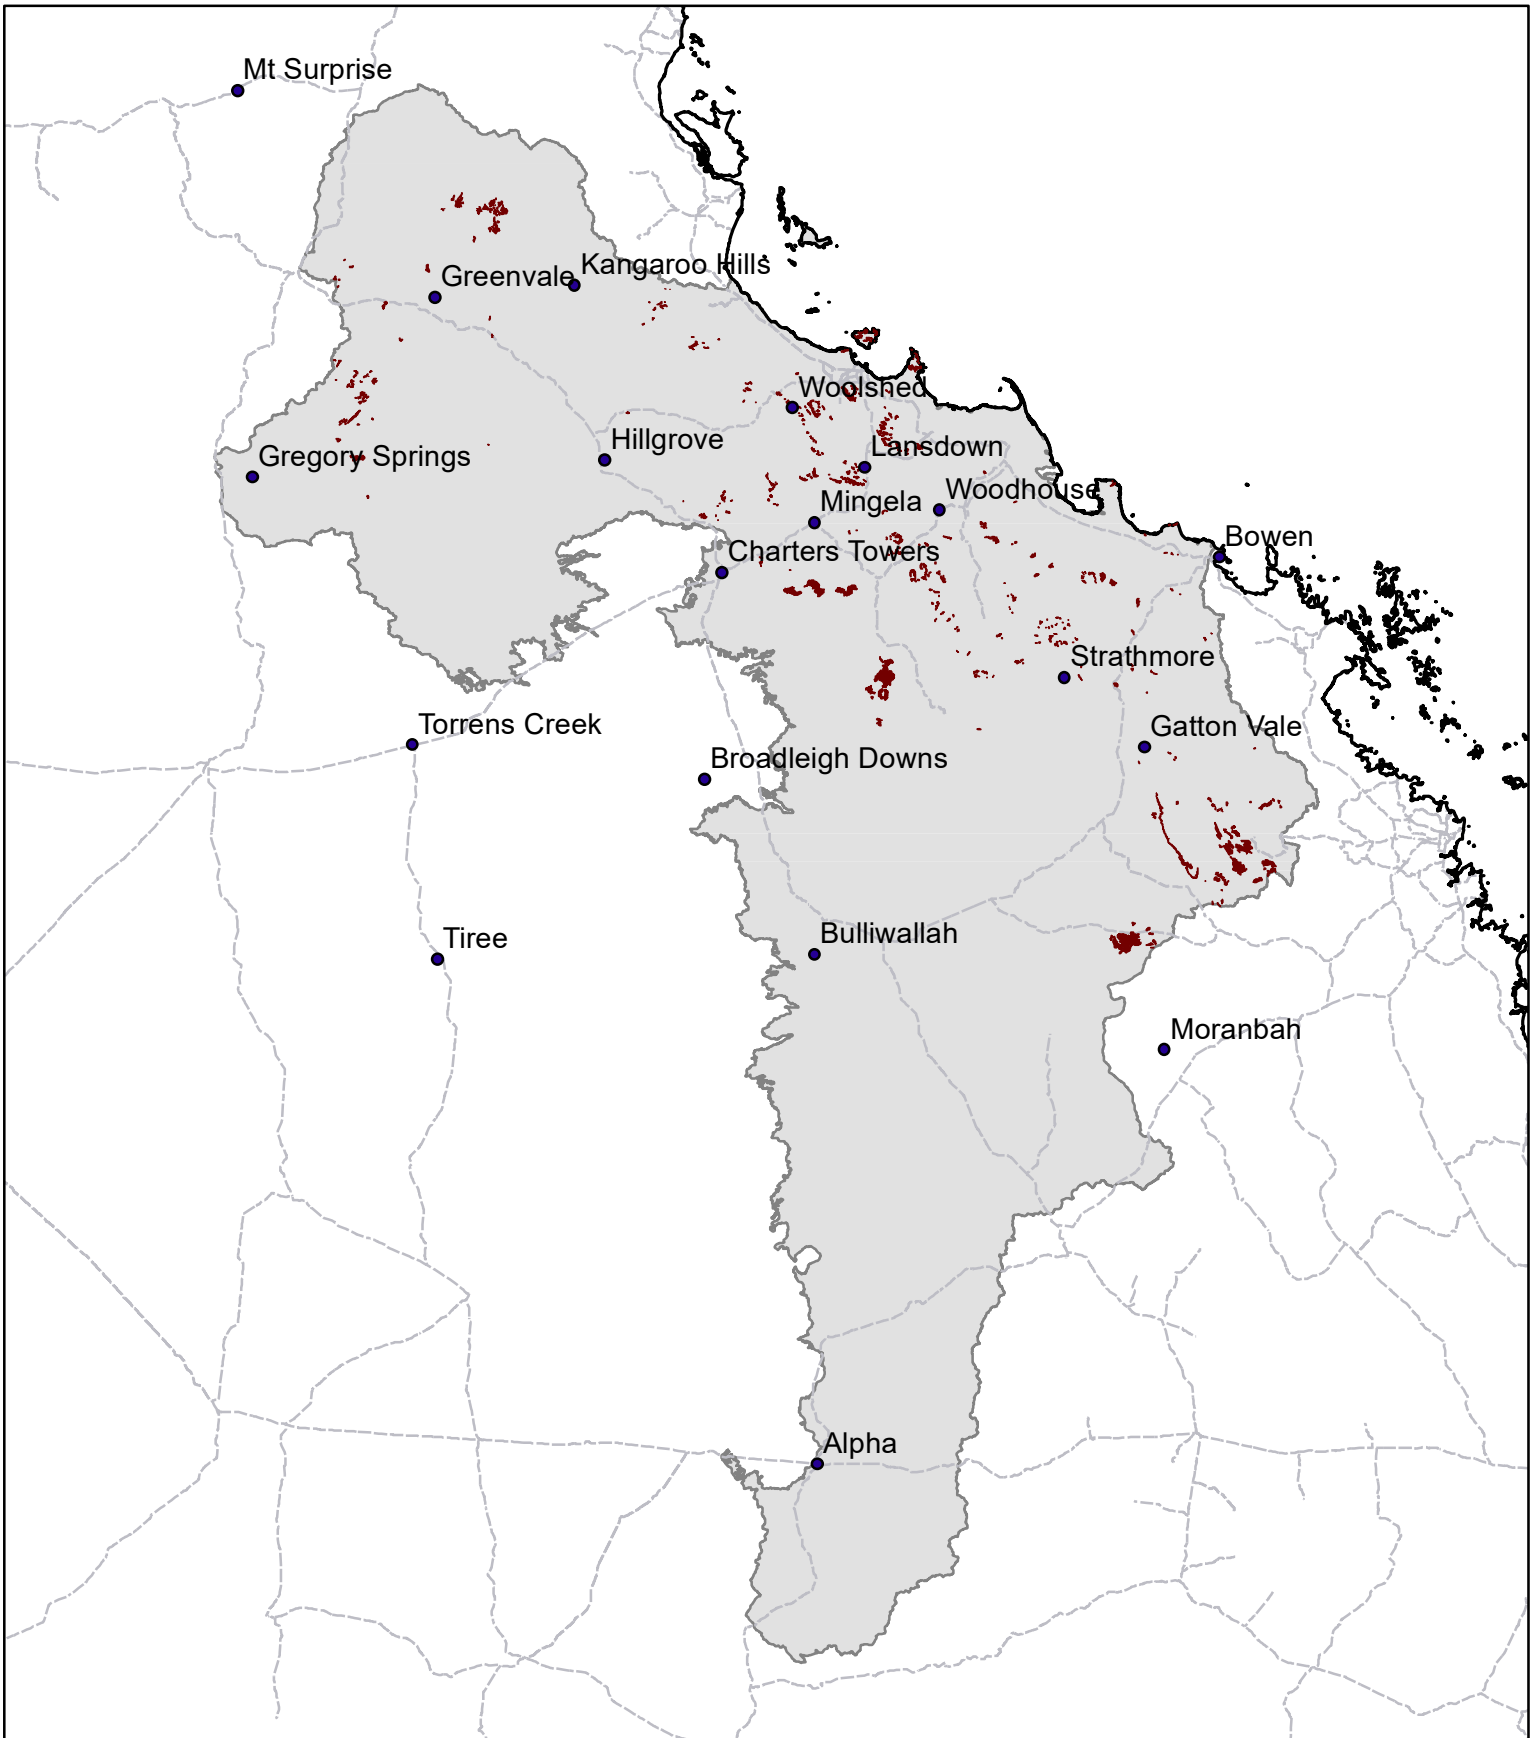 Mt Surprise
Kangaroo Hills
Greenvale
Woolshed
Hillgrove
Lansdown
Gregory Springs
Woodhouse
Mingela
Bowen
Charters Towers
Strathmore
Torrens Creek
Gatton Vale
Broadleigh Downs
Tiree
Bulliwallah
Moranbah
Alpha